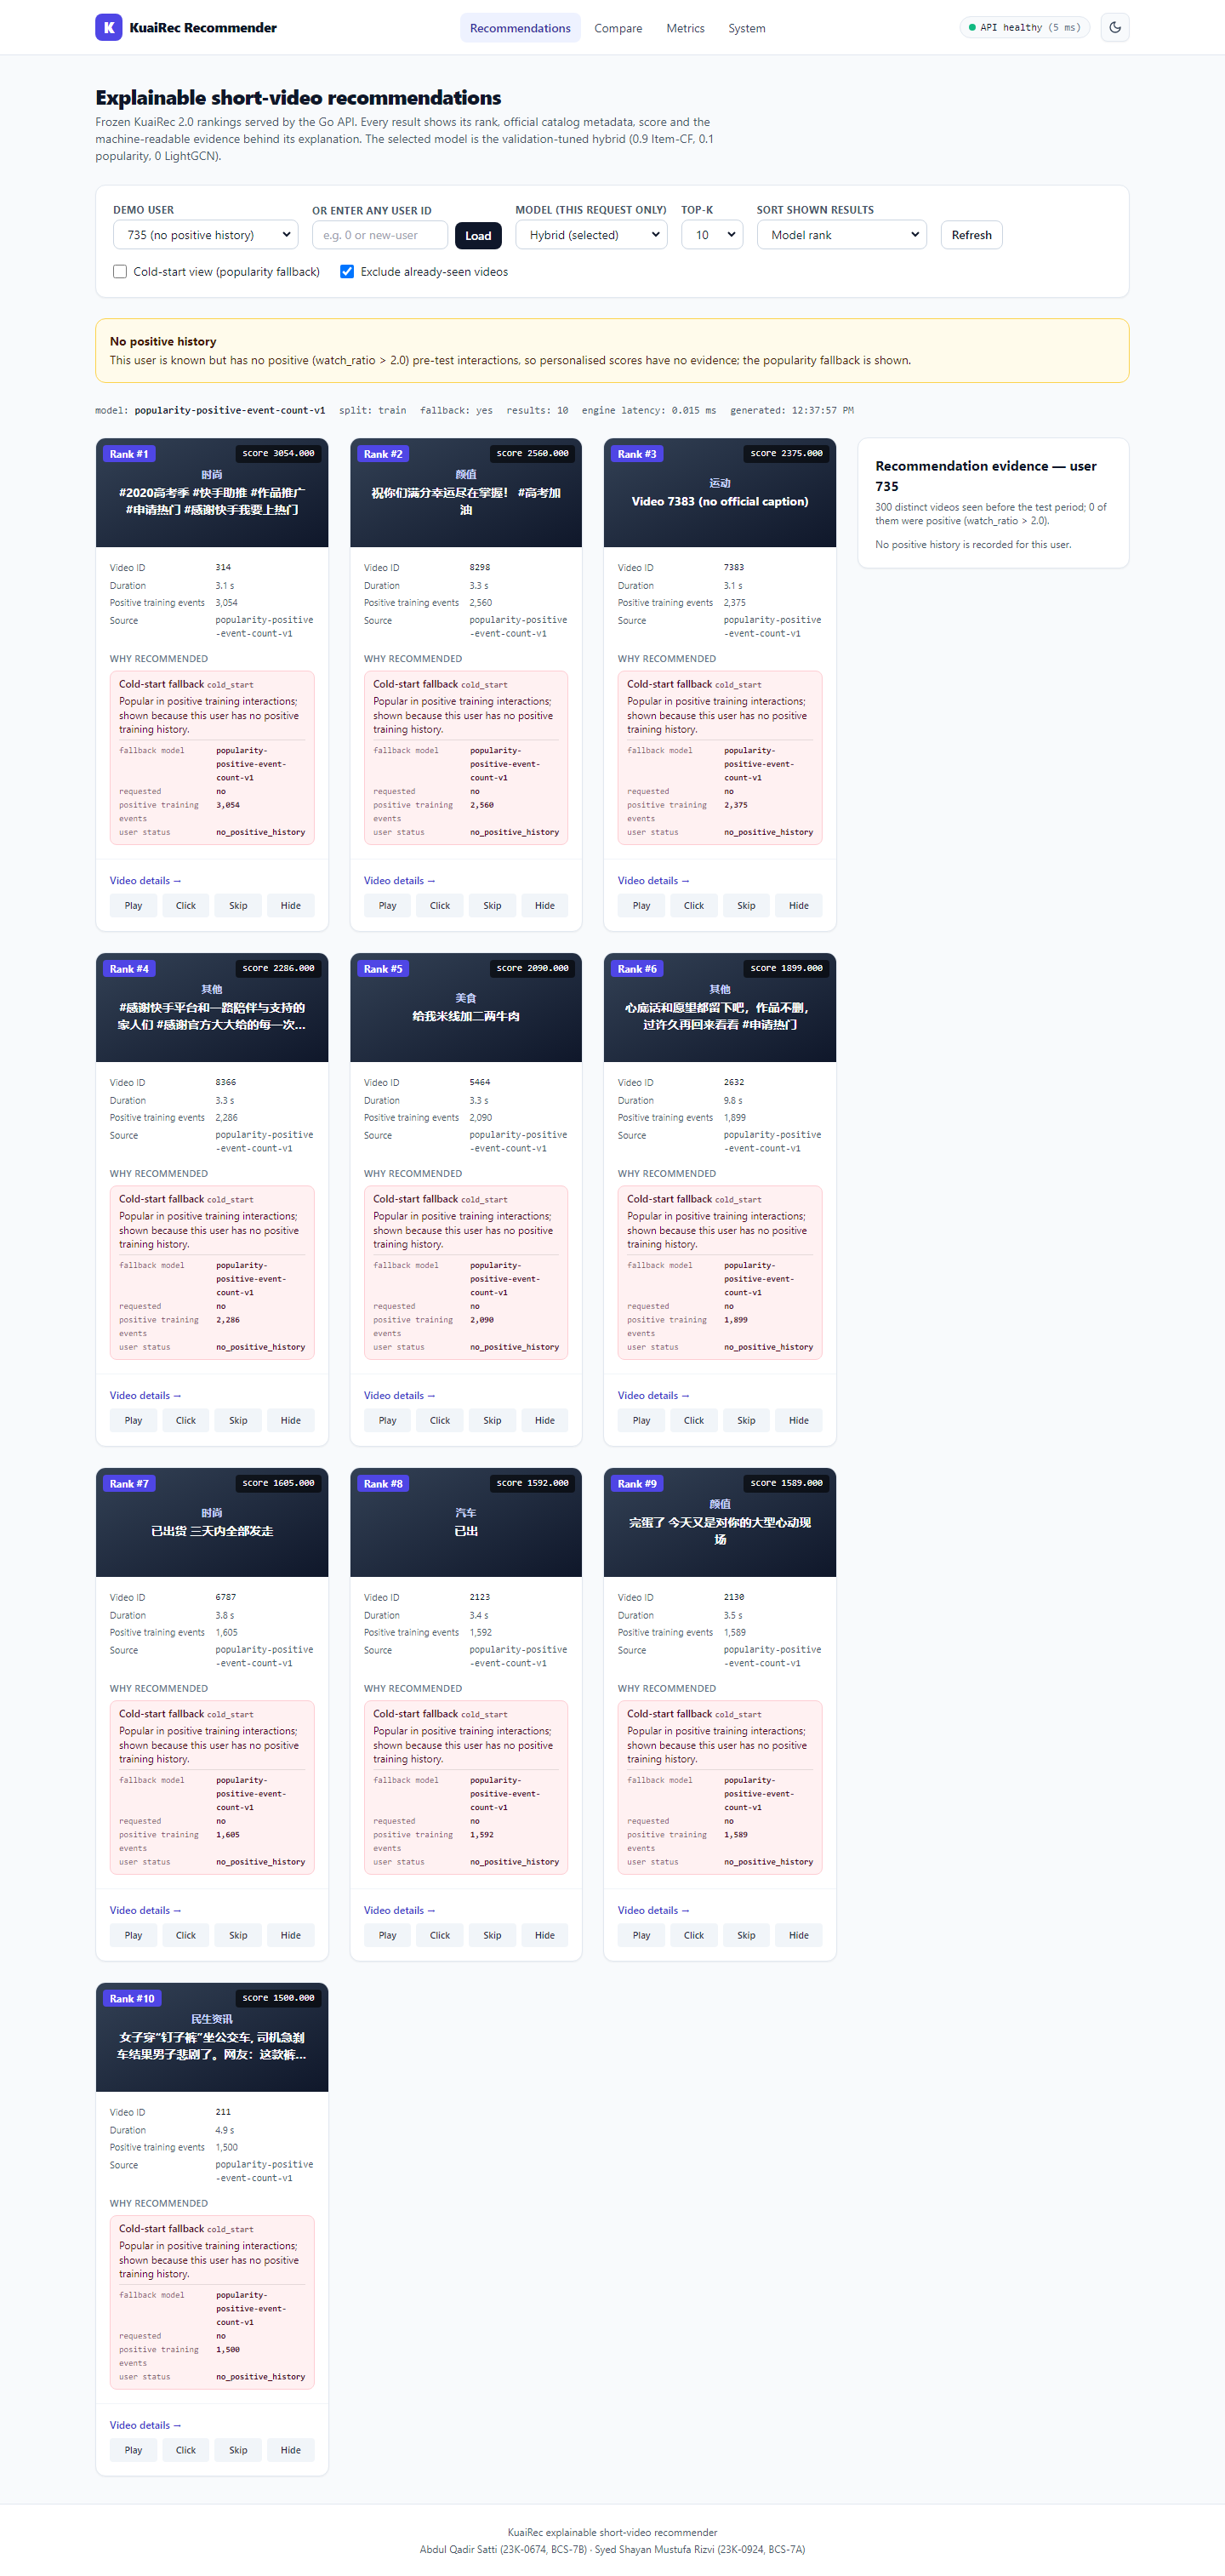 K KuaiRec Recommender
Recommendations Compare Metrics System
API healthy (5 ms)
Explainable short-video recommendations
Frozen KuaiRec 2.0 rankings served by the Go API. Every result shows its rank, official catalog metadata, score and the
machine-readable evidence behind its explanation. The selected model is the validation-tuned hybrid (0.9 Item-CF, 0.1
popularity, 0 LightGCN).
DEMO USER OR ENTER ANY USER ID MODEL (THIS REQUEST ONLY) TOP-K SORT SHOWN RESULTS
735 (no positive history) e.g. 0 or new-user Load Hybrid (selected) 10 Model rank Refresh
Cold-start view (popularity fallback) Exclude already-seen videos
No positive history
This user is known but has no positive (watch_ratio > 2.0) pre-test interactions, so personalised scores have no evidence; the popularity fallback is shown.
model: popularity-positive-event-count-v1 split: train fallback: yes results: 10 engine latency: 0.015 ms generated: 12:37:57 PM
Rank #1 score 3054.000
时尚
#2020高考季 #快手助推 #作品推广
#申请热门 #感谢快手我要上热门
Video ID 314
Duration 3.1 s
Positive training events 3,054
Source popularity-positive
-event-count-v1
WHY RECOMMENDED
Cold-start fallback cold_start
Popular in positive training interactions;
shown because this user has no positive
training history.
fallback model popularity-
positive-event-
count-v1
requested no
positive training 3,054
events
user status no_positive_history
Video details →
Play Click Skip Hide
Rank #2 score 2560.000
颜值
祝你们满分幸运尽在掌握！ #高考加
油
Video ID 8298
Duration 3.3 s
Positive training events 2,560
Source popularity-positive
-event-count-v1
WHY RECOMMENDED
Cold-start fallback cold_start
Popular in positive training interactions;
shown because this user has no positive
training history.
fallback model popularity-
positive-event-
count-v1
requested no
positive training 2,560
events
user status no_positive_history
Video details →
Play Click Skip Hide
Rank #3 score 2375.000
运动
Video 7383 (no official caption)
Video ID 7383
Duration 3.1 s
Positive training events 2,375
Source popularity-positive
-event-count-v1
WHY RECOMMENDED
Cold-start fallback cold_start
Popular in positive training interactions;
shown because this user has no positive
training history.
fallback model popularity-
positive-event-
count-v1
requested no
positive training 2,375
events
user status no_positive_history
Video details →
Play Click Skip Hide
Recommendation evidence — user
735
300 distinct videos seen before the test period; 0 of
them were positive (watch_ratio > 2.0).
No positive history is recorded for this user.
Rank #4 score 2286.000
其他
#感谢快手平台和一路陪伴与支持的
家人们 #感谢官方大大给的每一次...
Video ID 8366
Duration 3.3 s
Positive training events 2,286
Source popularity-positive
-event-count-v1
WHY RECOMMENDED
Cold-start fallback cold_start
Popular in positive training interactions;
shown because this user has no positive
training history.
fallback model popularity-
positive-event-
count-v1
requested no
positive training 2,286
events
user status no_positive_history
Video details →
Play Click Skip Hide
Rank #5 score 2090.000
美食
给我米线加二两牛肉
Video ID 5464
Duration 3.3 s
Positive training events 2,090
Source popularity-positive
-event-count-v1
WHY RECOMMENDED
Cold-start fallback cold_start
Popular in positive training interactions;
shown because this user has no positive
training history.
fallback model popularity-
positive-event-
count-v1
requested no
positive training 2,090
events
user status no_positive_history
Video details →
Play Click Skip Hide
Rank #6 score 1899.000
其他
心底活和愿望都留下吧，作品不删，
过许久再回来看看 #申请热门
Video ID 2632
Duration 9.8 s
Positive training events 1,899
Source popularity-positive
-event-count-v1
WHY RECOMMENDED
Cold-start fallback cold_start
Popular in positive training interactions;
shown because this user has no positive
training history.
fallback model popularity-
positive-event-
count-v1
requested no
positive training 1,899
events
user status no_positive_history
Video details →
Play Click Skip Hide
Rank #7 score 1605.000
时尚
已出货 三天内全部发走
Video ID 6787
Duration 3.8 s
Positive training events 1,605
Source popularity-positive
-event-count-v1
WHY RECOMMENDED
Cold-start fallback cold_start
Popular in positive training interactions;
shown because this user has no positive
training history.
fallback model popularity-
positive-event-
count-v1
requested no
positive training 1,605
events
user status no_positive_history
Video details →
Play Click Skip Hide
Rank #8 score 1592.000
汽车
已出
Video ID 2123
Duration 3.4 s
Positive training events 1,592
Source popularity-positive
-event-count-v1
WHY RECOMMENDED
Cold-start fallback cold_start
Popular in positive training interactions;
shown because this user has no positive
training history.
fallback model popularity-
positive-event-
count-v1
requested no
positive training 1,592
events
user status no_positive_history
Video details →
Play Click Skip Hide
Rank #9 score 1589.000
颜值
完蛋了 今天又是对你的大型心动现
场
Video ID 2130
Duration 3.5 s
Positive training events 1,589
Source popularity-positive
-event-count-v1
WHY RECOMMENDED
Cold-start fallback cold_start
Popular in positive training interactions;
shown because this user has no positive
training history.
fallback model popularity-
positive-event-
count-v1
requested no
positive training 1,589
events
user status no_positive_history
Video details →
Play Click Skip Hide
Rank #10 score 1500.000
民生资讯
女子穿“钉子裤”坐公交车, 司机急刹
车结果男子悲剧了。网友：这款裤...
Video ID 211
Duration 4.9 s
Positive training events 1,500
Source popularity-positive
-event-count-v1
WHY RECOMMENDED
Cold-start fallback cold_start
Popular in positive training interactions;
shown because this user has no positive
training history.
fallback model popularity-
positive-event-
count-v1
requested no
positive training 1,500
events
user status no_positive_history
Video details →
Play Click Skip Hide
KuaiRec explainable short-video recommender
Abdul Qadir Satti (23K-0674, BCS-7B) · Syed Shayan Mustufa Rizvi (23K-0924, BCS-7A)